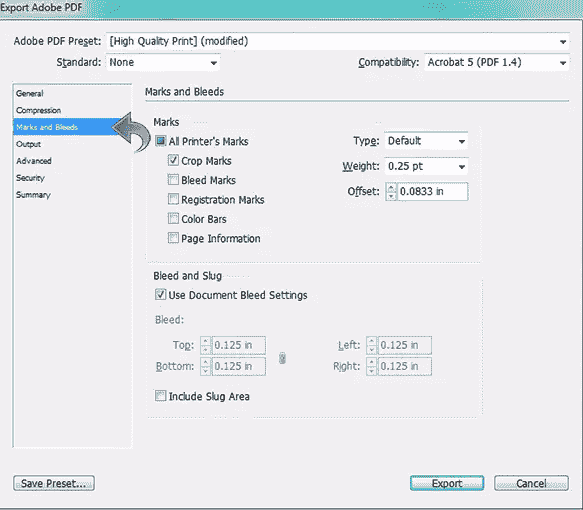 Export Adobe PDF
Adobe PDF Preset: [High Quality Print] (modified)
Standard: None Compatibility: Acrobat 5 (PDF 1.4)
General
Compression
Marks and Bleeds
Output
Advanced
Security
Summary
Marks and Bleeds
Marks
All Printer's Marks
Crop Marks
Bleed Marks
Registration Marks
Color Bars
Page Information
Type: Default
Weight: 0.25 pt
Offset: 0.0833 in
Bleed and Slug
Use Document Bleed Settings
Bleed:
Top: 0.125 in Left: 0.125 in
Bottom: 0.125 in Right: 0.125 in
Include Slug Area
Save Preset... Export Cancel